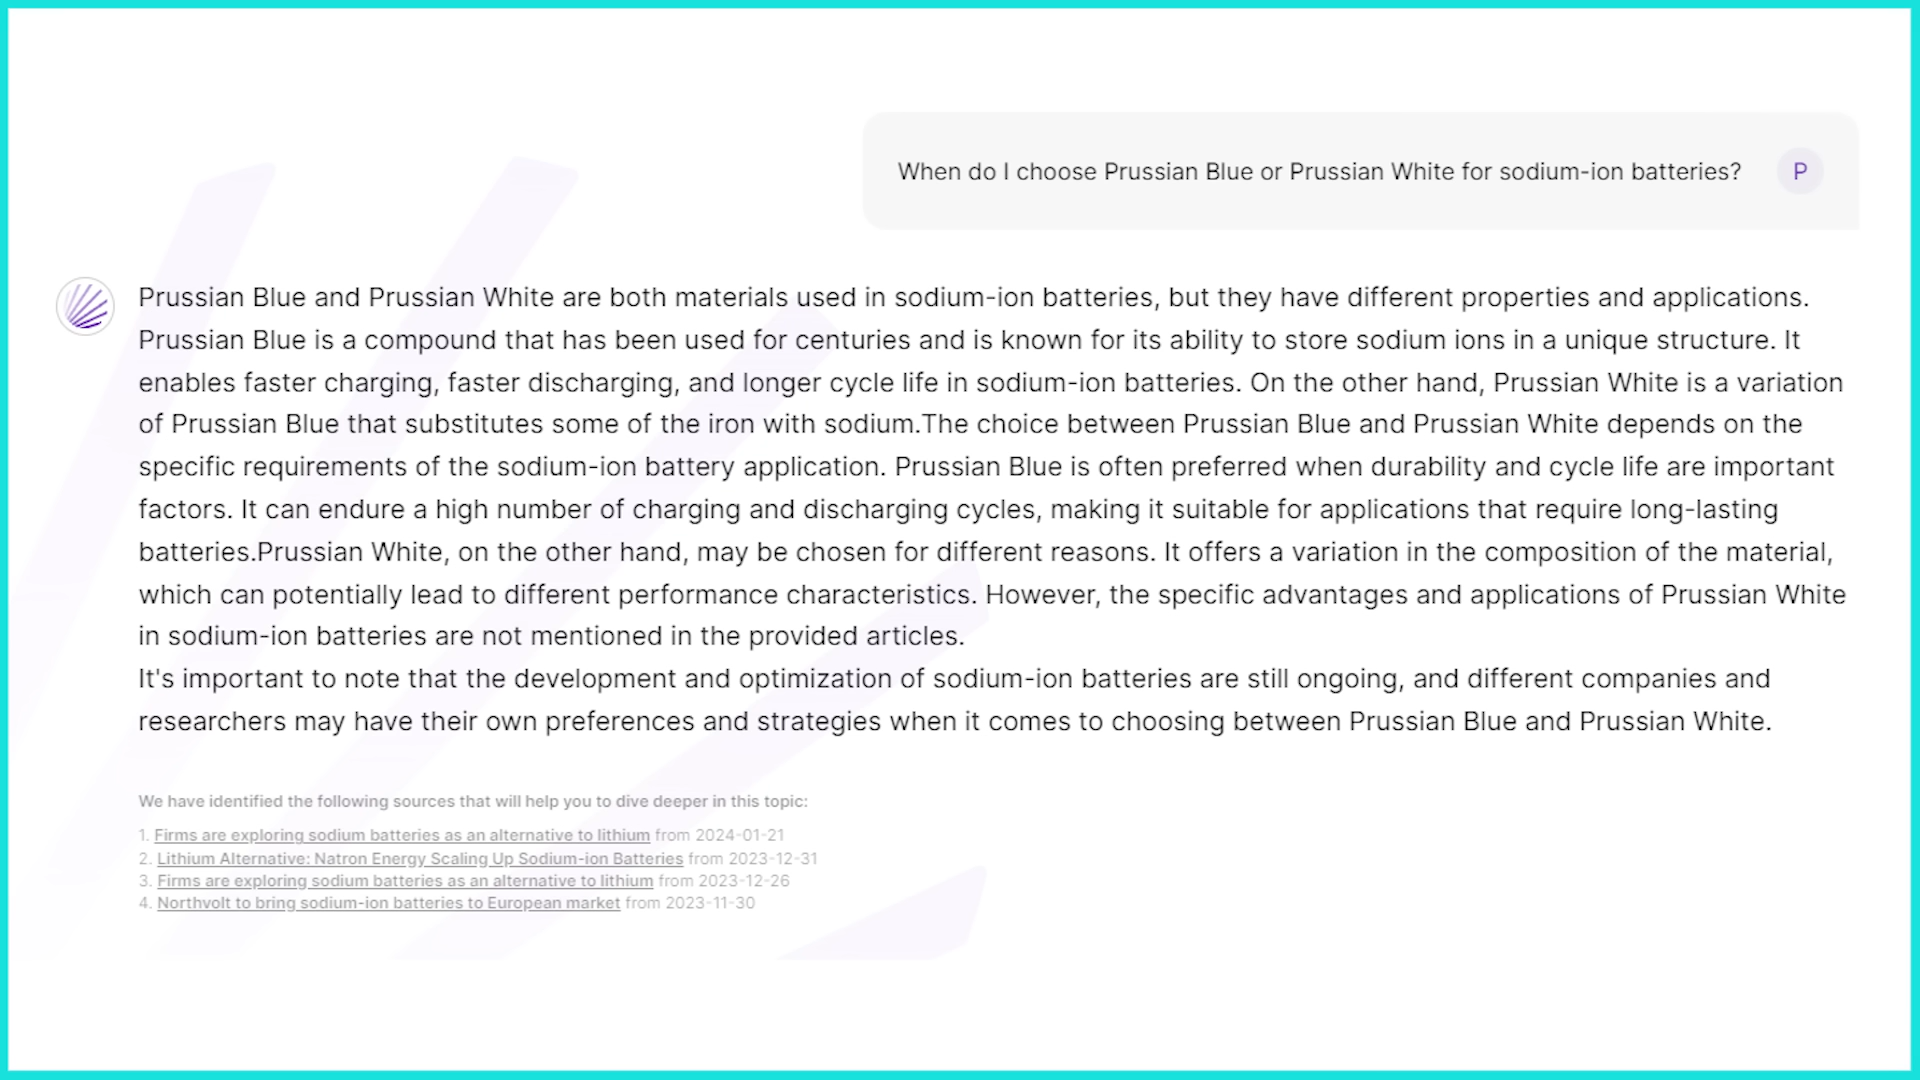 When do I choose Prussian Blue or Prussian White for sodium-ion batteries?
P
Prussian Blue and Prussian White are both materials used in sodium-ion batteries, but they have different properties and applications.
Prussian Blue is a compound that has been used for centuries and is known for its ability to store sodium ions in a unique structure. It
enables faster charging, faster discharging, and longer cycle life in sodium-ion batteries. On the other hand, Prussian White is a variation
of Prussian Blue that substitutes some of the iron with sodium.The choice between Prussian Blue and Prussian White depends on the
specific requirements of the sodium-ion battery application. Prussian Blue is often preferred when durability and cycle life are important
factors. It can endure a high number of charging and discharging cycles, making it suitable for applications that require long-lasting
batteries.Prussian White, on the other hand, may be chosen for different reasons. It offers a variation in the composition of the material,
which can potentially lead to different performance characteristics. However, the specific advantages and applications of Prussian White
in sodium-ion batteries are not mentioned in the provided articles.
It's important to note that the development and optimization of sodium-ion batteries are still ongoing, and different companies and
researchers may have their own preferences and strategies when it comes to choosing between Prussian Blue and Prussian White.
We have identified the following sources that will help you to dive deeper in this topic:
1. Firms are exploring sodium batteries as an alternative to lithium from 2024-01-21
2. Lithium Alternative: Natron Energy Scaling Up Sodium-ion Batteries from 2023-12-31
3. Firms are exploring sodium batteries as an alternative to lithium from 2023-12-26
4. Northvolt to bring sodium-ion batteries to European market from 2023-11-30